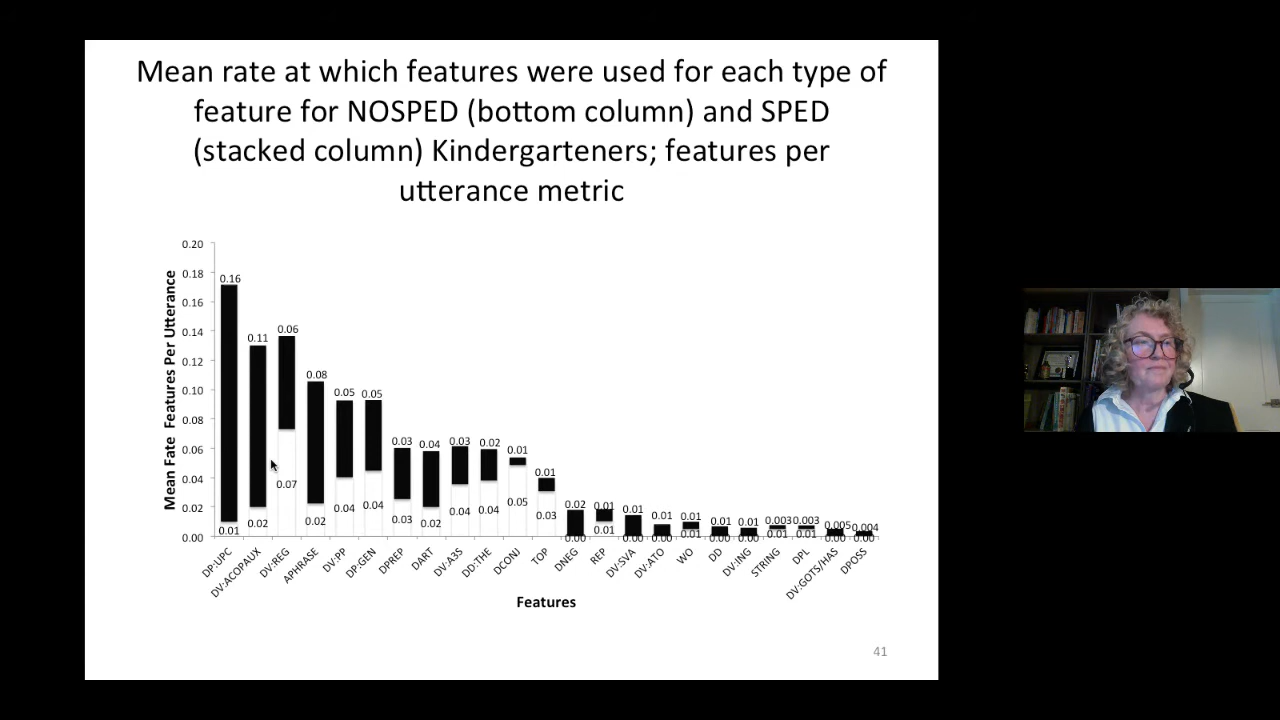 Mean rate at which features were used for each type of
feature for NOSPED (bottom column) and SPED
(stacked column) Kindergarteners; features per
utterance metric
Mean Fate Features Per Utterance
0.20
0.18
0.16
0.14
0.12
0.10
0.08
0.06
0.04
0.02
0.00
0.16 0.11 0.06 0.08 0.05 0.05 0.03 0.04 0.03 0.02 0.01 0.01 0.02 0.01 0.01 0.01 0.01 0.01 0.01 0.003 0.003 0.005 0.004
0.01 0.02 0.07 0.02 0.04 0.04 0.03 0.02 0.04 0.04 0.05 0.03 0.00 0.01 0.00 0.00 0.01 0.00 0.00 0.01 0.01 0.00 0.00
DP:UPC DV:ACOPAUX DV:REG APHRASE DV:PP DP:GEN DPREP DART DV:A3S DD:THE DCONJ TOP DNEG REP DV:SVA DV:ATO WO DD DV:ING STRING DPL DV:GOTS/HAS DPOSS
Features
41